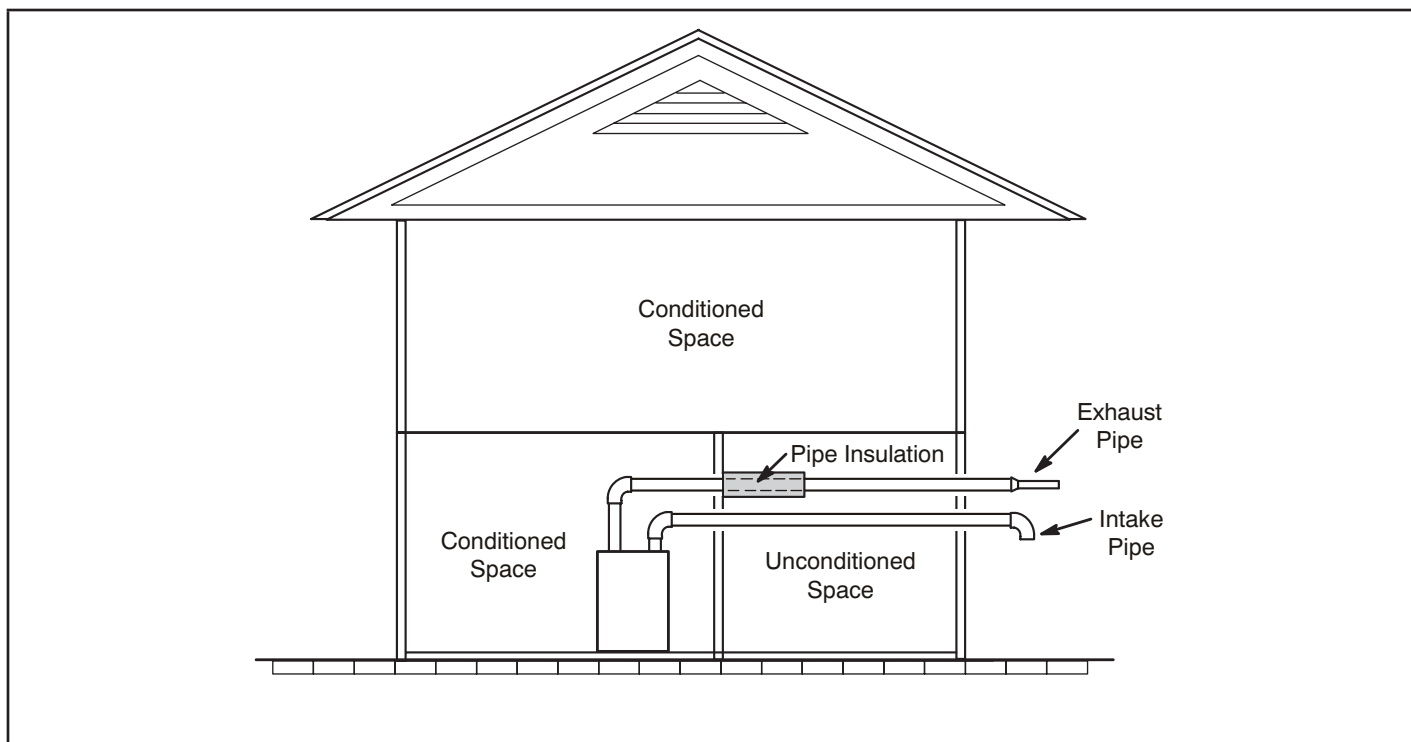 Conditioned
Space
Exhaust
Pipe
Pipe Insulation
Intake
Pipe
Conditioned
Space
Unconditioned
Space